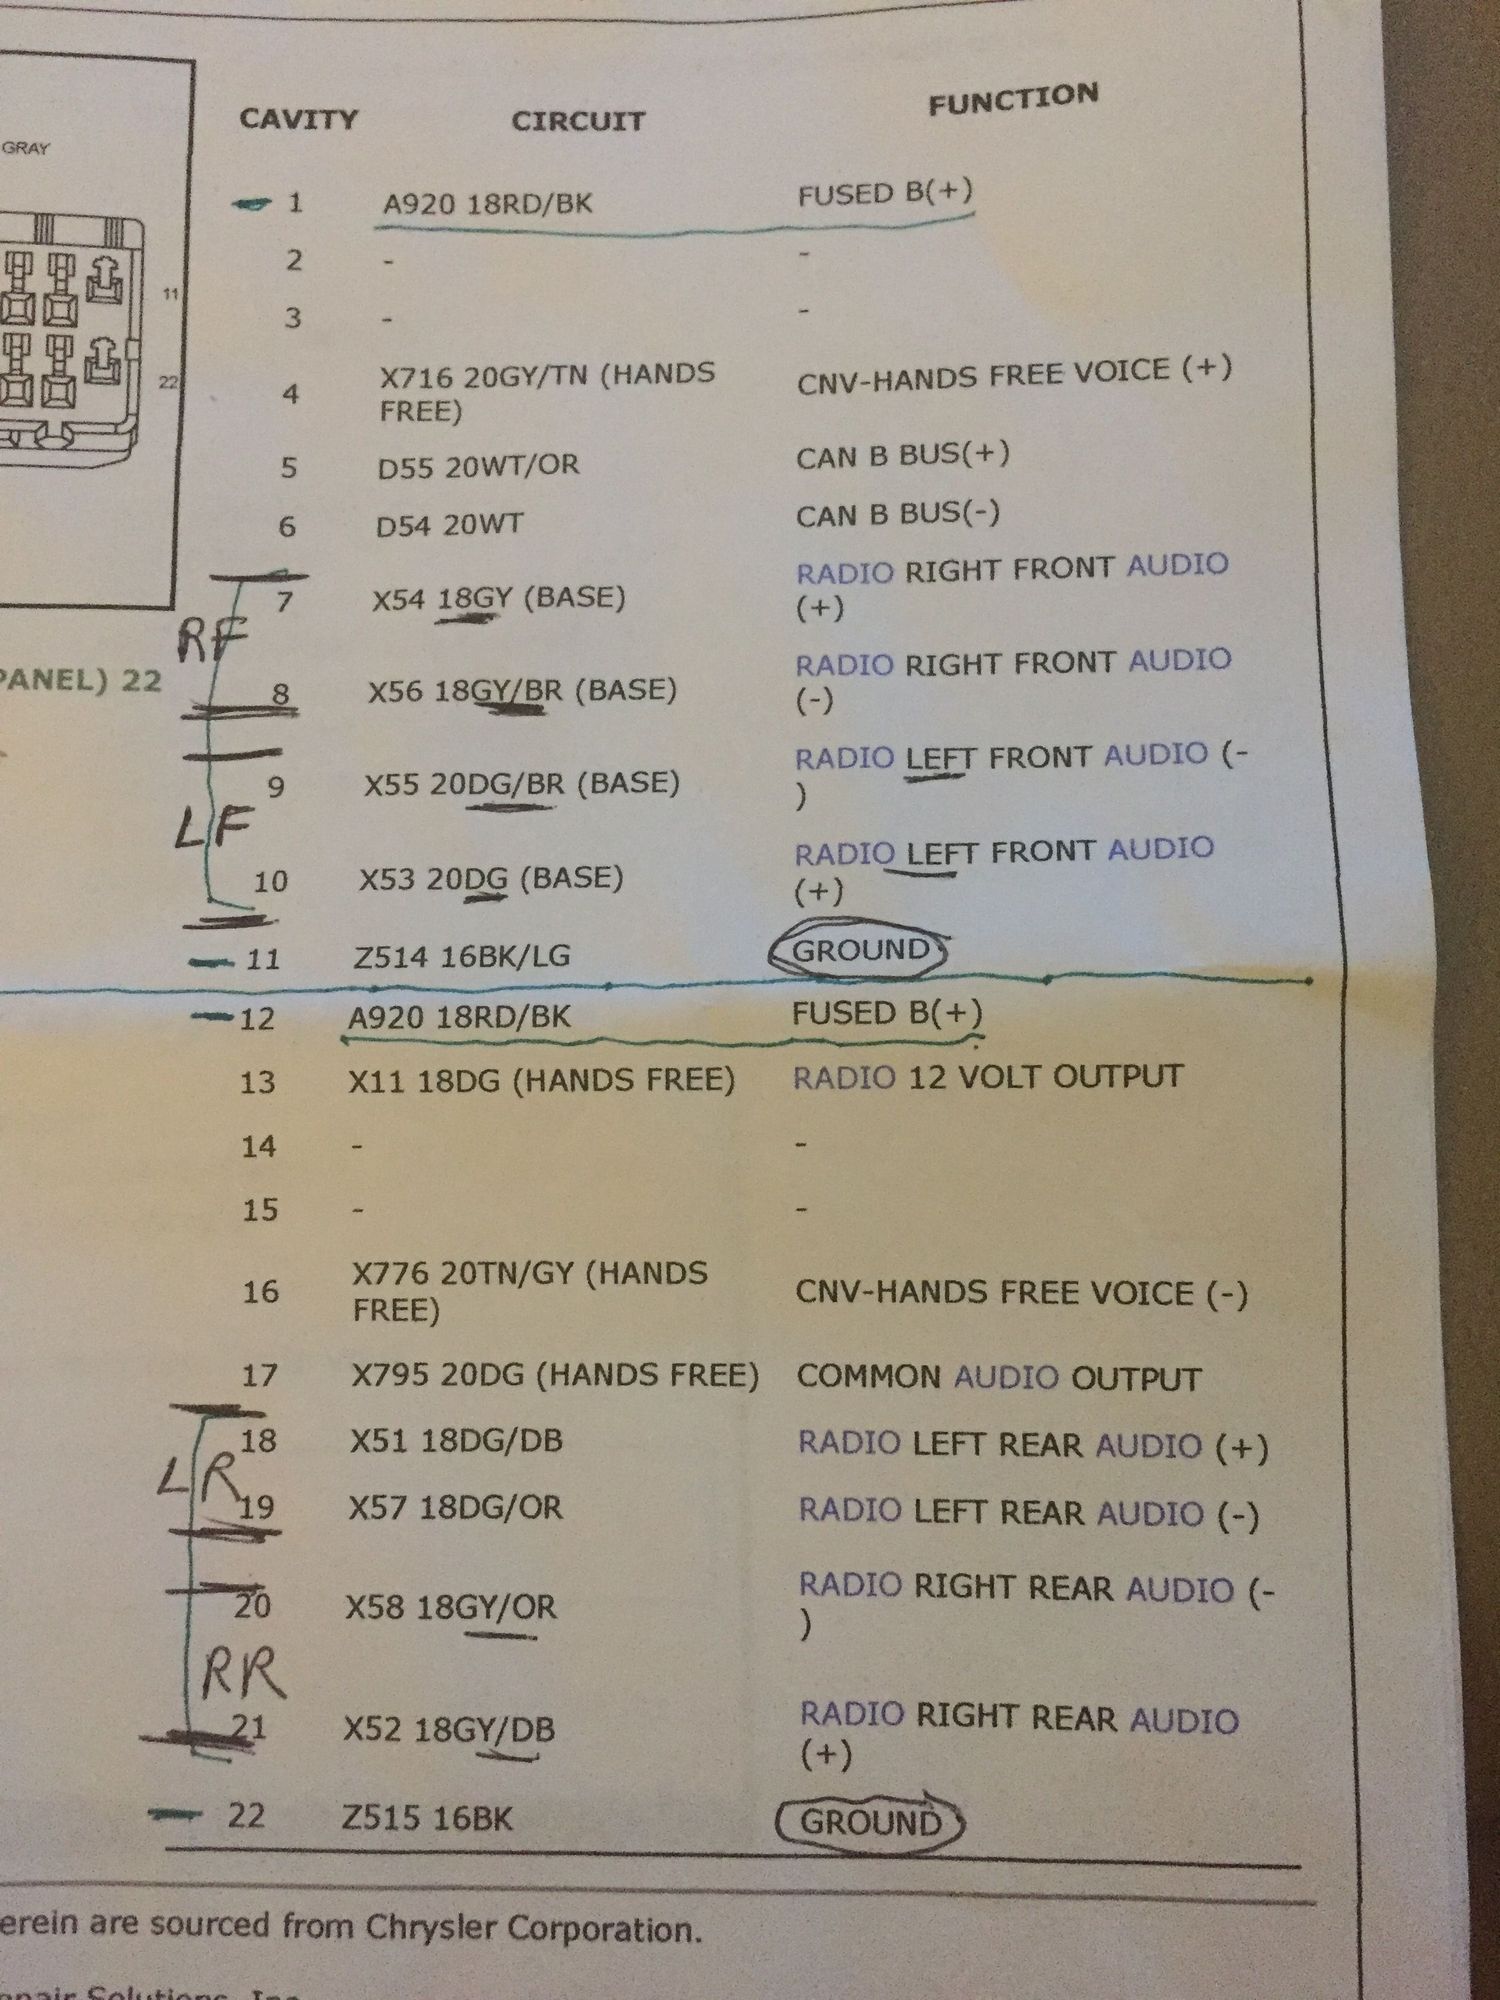 CAVITY CIRCUIT FUNCTION
GRAY
1 A920 18RD/BK FUSED B(+)
2 - -
11
3 - -
22
4 X716 20GY/TN (HANDS FREE) CNV-HANDS FREE VOICE (+)
5 D55 20WT/OR CAN B BUS(+)
6 D54 20WT CAN B BUS(-)
7 X54 18GY (BASE) RADIO RIGHT FRONT AUDIO (+)
RF
PANEL) 22
8 X56 18GY/BR (BASE) RADIO RIGHT FRONT AUDIO (-)
9 X55 20DG/BR (BASE) RADIO LEFT FRONT AUDIO (-)
LF
10 X53 20DG (BASE) RADIO LEFT FRONT AUDIO (+)
11 Z514 16BK/LG GROUND
12 A920 18RD/BK FUSED B(+)
13 X11 18DG (HANDS FREE) RADIO 12 VOLT OUTPUT
14 - -
15 - -
16 X776 20TN/GY (HANDS FREE) CNV-HANDS FREE VOICE (-)
17 X795 20DG (HANDS FREE) COMMON AUDIO OUTPUT
18 X51 18DG/DB RADIO LEFT REAR AUDIO (+)
LR
19 X57 18DG/OR RADIO LEFT REAR AUDIO (-)
20 X58 18GY/OR RADIO RIGHT REAR AUDIO (-)
RR
21 X52 18GY/DB RADIO RIGHT REAR AUDIO (+)
22 Z515 16BK GROUND
erein are sourced from Chrysler Corporation.
epair Solutions, Inc